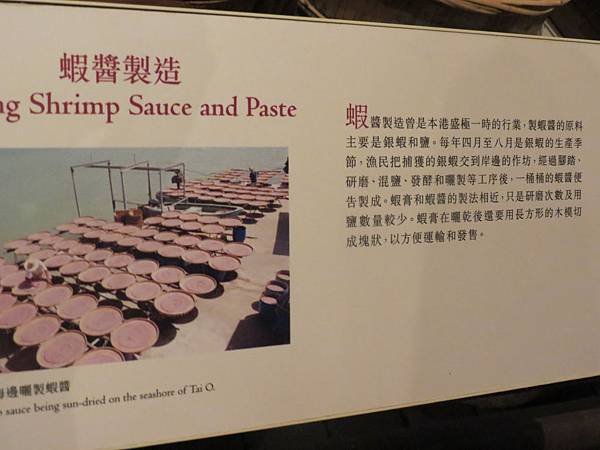 蝦醬製造
ng Shrimp Sauce and Paste
蝦醬製造曾是本港盛極一時的行業，製蝦醬的原料
主要是銀蝦和鹽。每年四月至八月是銀蝦的生產季
節，漁民把捕獲的銀蝦交到岸邊的作坊，經過腳踏、
研磨、混鹽、發酵和曬製等工序後，一桶桶的蝦醬便
告製成。蝦膏和蝦醬的製法相近，只是研磨次數及用
鹽數量較少。蝦膏在曬乾後還要用長方形的木模切
成塊狀，以方便運輸和發售。
海邊曬製蝦醬
sauce being sun-dried on the seashore of Tai O.